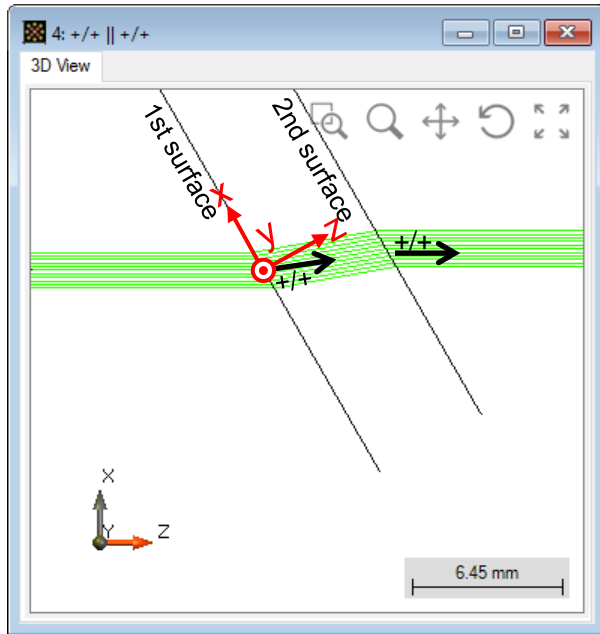 4: +/+ || +/+
3D View
1st surface
2nd surface
x
y
z
+/+
+/+
X
Y
Z
6.45 mm